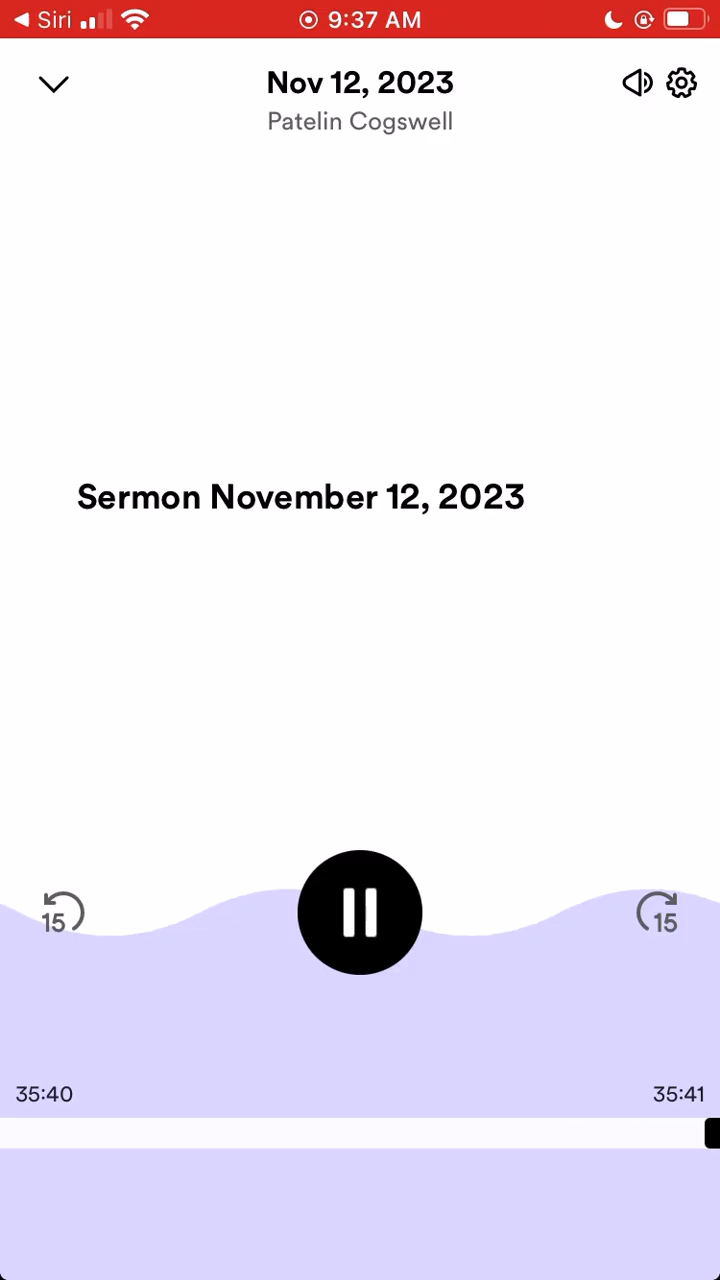 Siri
9:37 AM
Nov 12, 2023
Patelin Cogswell
Sermon November 12, 2023
15
15
35:40
35:41